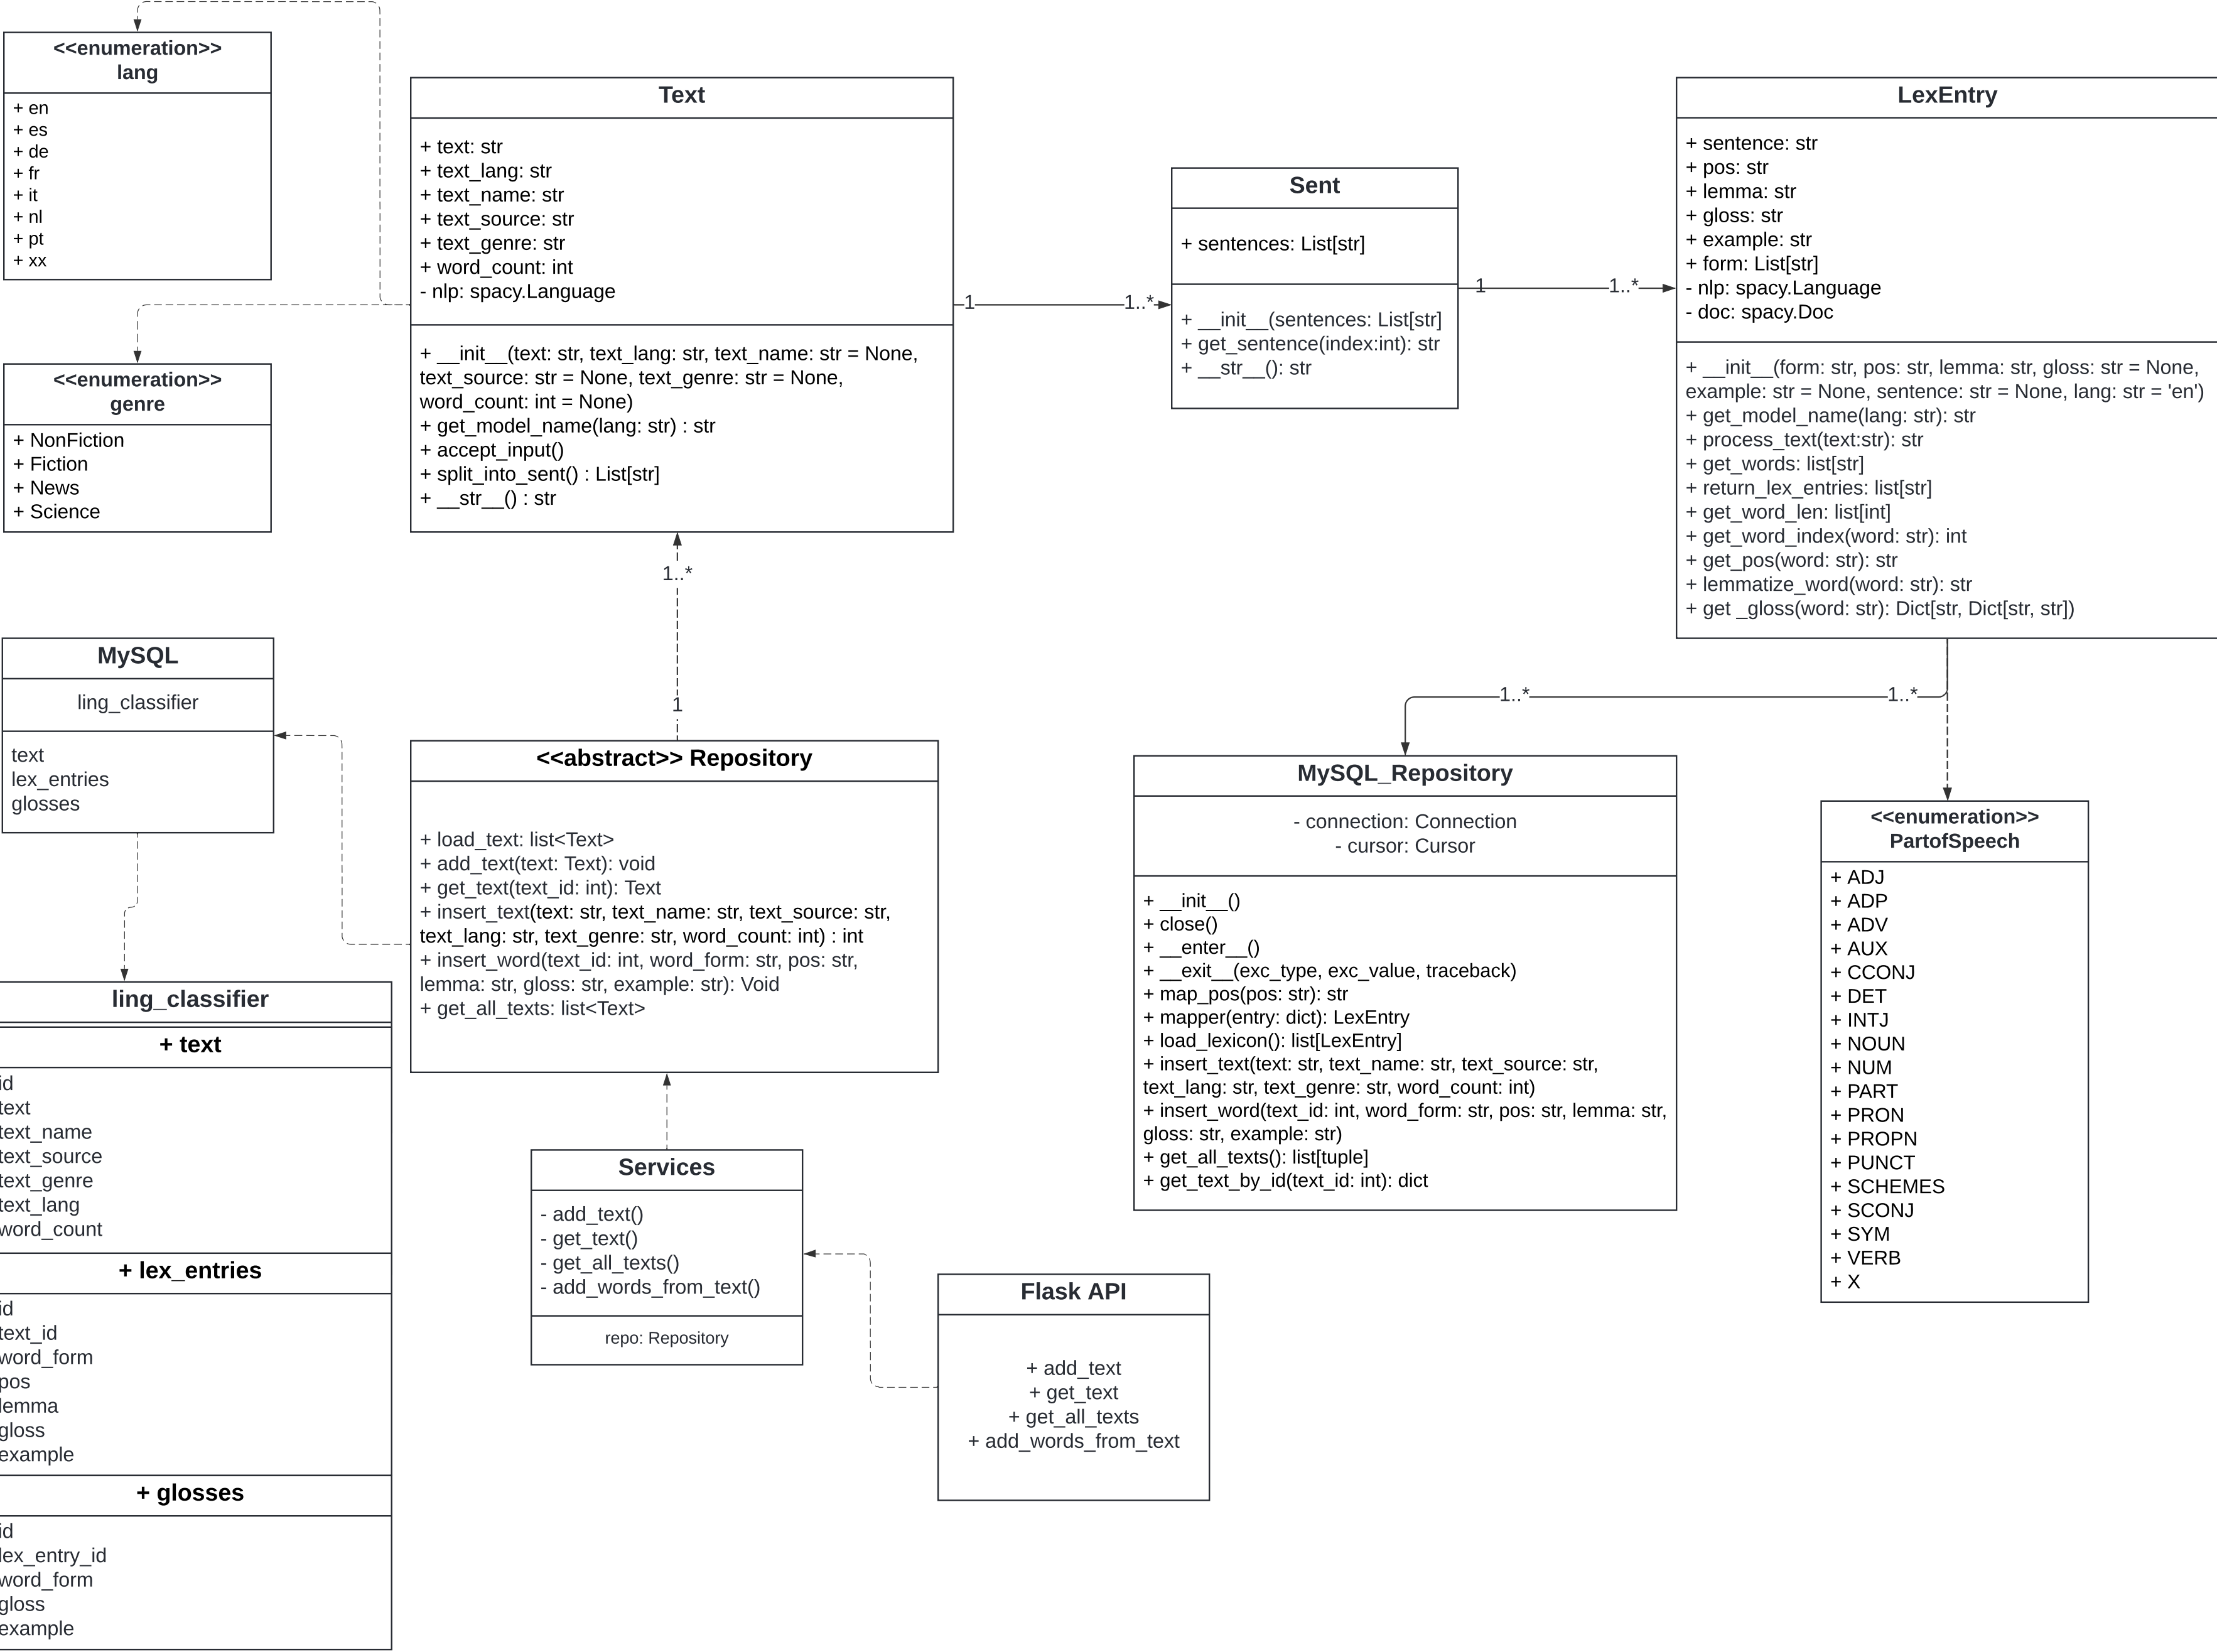 <<enumeration>>
lang
+ en
+ es
+ de
+ fr
+ it
+ nl
+ pt
+ xx
<<enumeration>>
genre
+ NonFiction
+ Fiction
+ News
+ Science
Text
+ text: str
+ text_lang: str
+ text_name: str
+ text_source: str
+ text_genre: str
+ word_count: int
- nlp: spacy.Language
+ __init__(text: str, text_lang: str, text_name: str = None,
text_source: str = None, text_genre: str = None,
word_count: int = None)
+ get_model_name(lang: str) : str
+ accept_input()
+ split_into_sent() : List[str]
+ __str__() : str
1
1..*
Sent
+ sentences: List[str]
+ __init__(sentences: List[str]
+ get_sentence(index:int): str
+ __str__(): str
1
1..*
LexEntry
+ sentence: str
+ pos: str
+ lemma: str
+ gloss: str
+ example: str
+ form: List[str]
- nlp: spacy.Language
- doc: spacy.Doc
+ __init__(form: str, pos: str, lemma: str, gloss: str = None,
example: str = None, sentence: str = None, lang: str = 'en')
+ get_model_name(lang: str): str
+ process_text(text:str): str
+ get_words: list[str]
+ return_lex_entries: list[str]
+ get_word_len: list[int]
+ get_word_index(word: str): int
+ get_pos(word: str): str
+ lemmatize_word(word: str): str
+ get _gloss(word: str): Dict[str, Dict[str, str])
1..*
1
1..*
1..*
MySQL
ling_classifier
text
lex_entries
glosses
<<abstract>> Repository
+ load_text: list<Text>
+ add_text(text: Text): void
+ get_text(text_id: int): Text
+ insert_text(text: str, text_name: str, text_source: str,
text_lang: str, text_genre: str, word_count: int) : int
+ insert_word(text_id: int, word_form: str, pos: str,
lemma: str, gloss: str, example: str): Void
+ get_all_texts: list<Text>
MySQL_Repository
- connection: Connection
- cursor: Cursor
+ __init__()
+ close()
+ __enter__()
+ __exit__(exc_type, exc_value, traceback)
+ map_pos(pos: str): str
+ mapper(entry: dict): LexEntry
+ load_lexicon(): list[LexEntry]
+ insert_text(text: str, text_name: str, text_source: str,
text_lang: str, text_genre: str, word_count: int)
+ insert_word(text_id: int, word_form: str, pos: str, lemma: str,
gloss: str, example: str)
+ get_all_texts(): list[tuple]
+ get_text_by_id(text_id: int): dict
<<enumeration>>
PartofSpeech
+ ADJ
+ ADP
+ ADV
+ AUX
+ CCONJ
+ DET
+ INTJ
+ NOUN
+ NUM
+ PART
+ PRON
+ PROPN
+ PUNCT
+ SCHEMES
+ SCONJ
+ SYM
+ VERB
+ X
ling_classifier
+ text
id
text
text_name
text_source
text_genre
text_lang
word_count
+ lex_entries
id
text_id
word_form
pos
lemma
gloss
example
+ glosses
id
lex_entry_id
word_form
gloss
example
Services
- add_text()
- get_text()
- get_all_texts()
- add_words_from_text()
repo: Repository
Flask API
+ add_text
+ get_text
+ get_all_texts
+ add_words_from_text